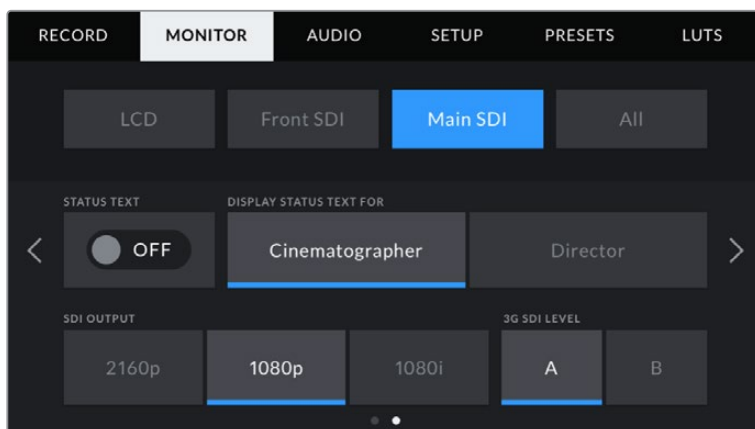 RECORD MONITOR AUDIO SETUP PRESETS LUTS
LCD Front SDI Main SDI All
STATUS TEXT DISPLAY STATUS TEXT FOR
OFF Cinematographer Director
SDI OUTPUT 3G SDI LEVEL
2160p 1080p 1080i A B